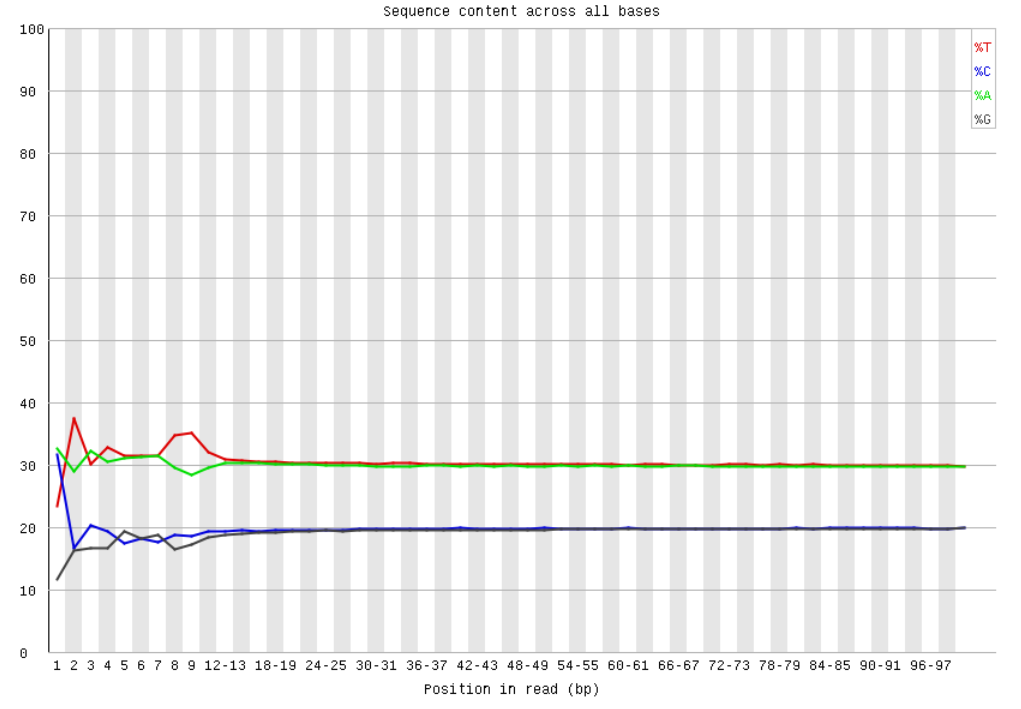 Sequence content across all bases
100
90
80
70
60
50
40
30
20
10
0
%T
%C
%A
%G
1 2 3 4 5 6 7 8 9 12-13 18-19 24-25 30-31 36-37 42-43 48-49 54-55 60-61 66-67 72-73 78-79 84-85 90-91 96-97
Position in read (bp)